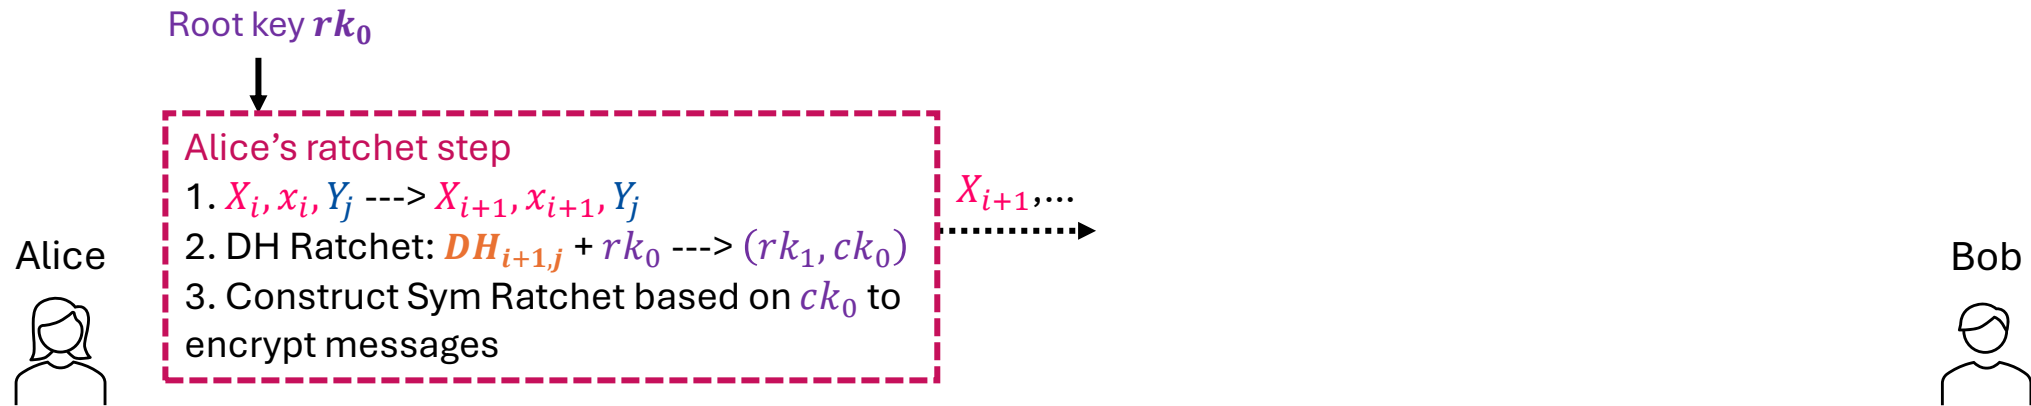 Root key rk₀
Alice's ratchet step
1. Xᵢ, xᵢ, Yⱼ ---> Xᵢ₊₁, xᵢ₊₁, Yⱼ
2. DH Ratchet: DHᵢ₊₁,ⱼ + rk₀ ---> (rk₁, ck₀)
3. Construct Sym Ratchet based on ck₀ to
encrypt messages
Xᵢ₊₁,...
Alice
Bob